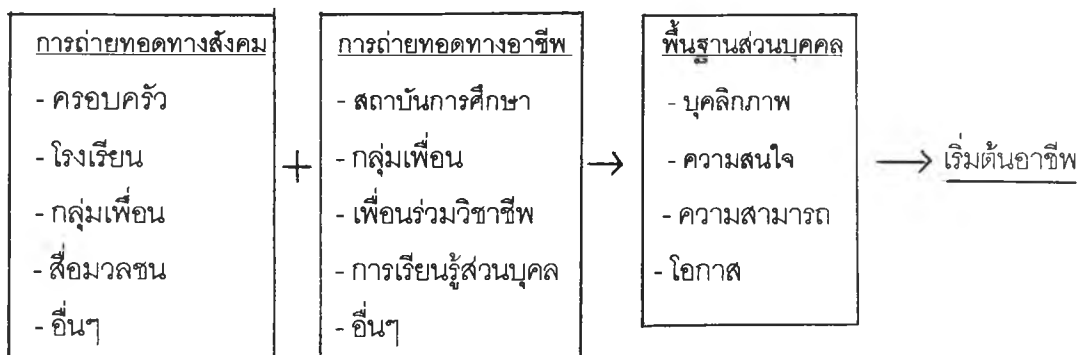 การถ่ายทอดทางสังคม
- ครอบครัว
- โรงเรียน
- กลุ่มเพื่อน
- สื่อมวลชน
- อื่นๆ
+
การถ่ายทอดทางอาชีพ
- สถาบันการศึกษา
- กลุ่มเพื่อน
- เพื่อนร่วมวิชาชีพ
- การเรียนรู้ส่วนบุคล
- อื่นๆ
→
พื้นฐานส่วนบุคคล
- บุคลิกภาพ
- ความสนใจ
- ความสามารถ
- โอกาส
→ เริ่มต้นอาชีพ